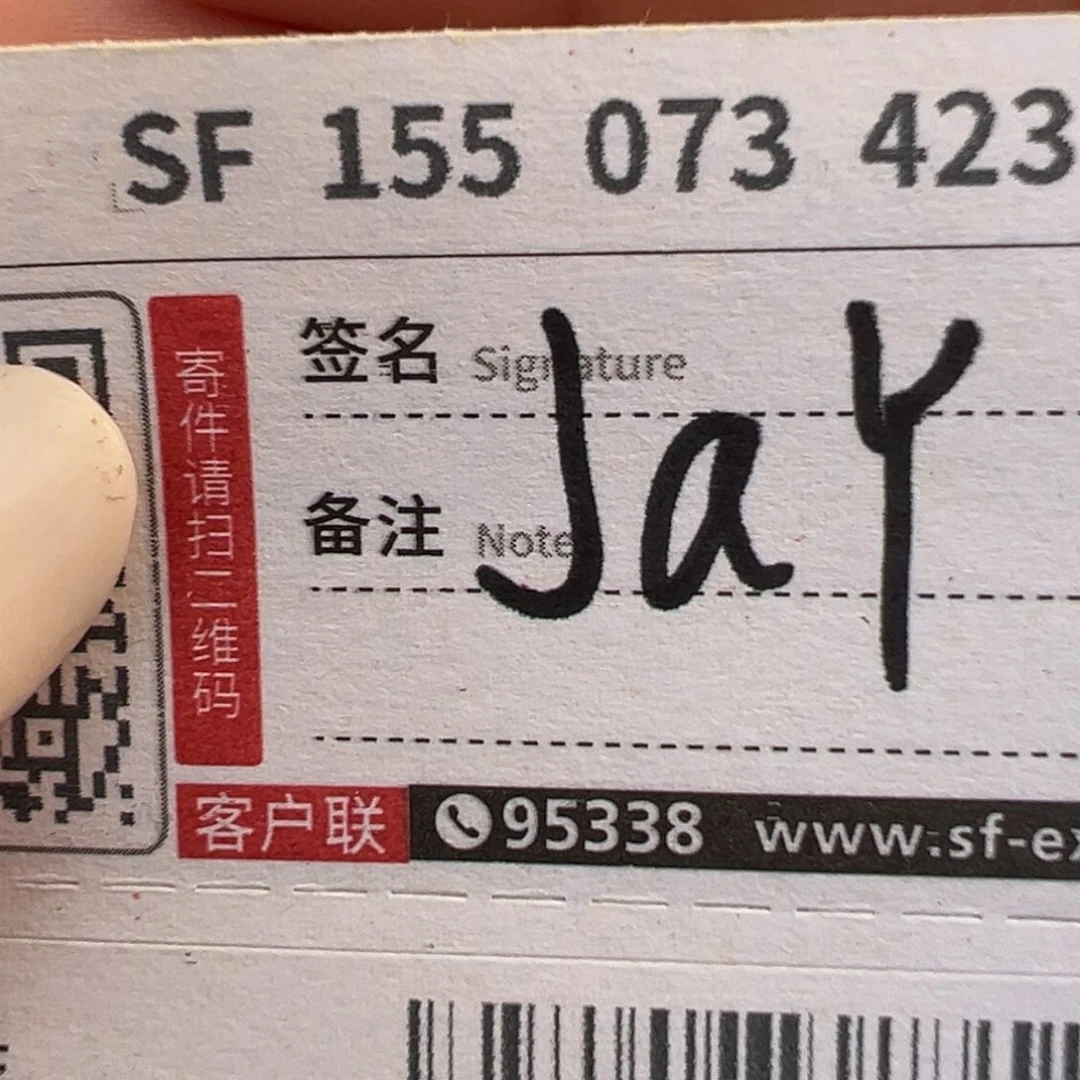 SF 155 073 423
签名 Signature
JaY
备注 Note
寄件请扫二维码
客户联 95338 www.sf-ex